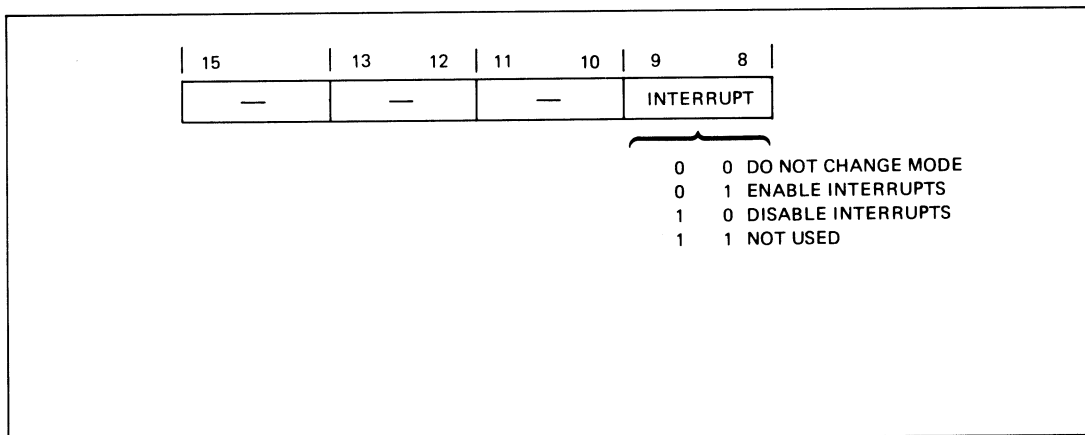 15 13 12 11 10 9 8
— — — INTERRUPT
0 0 DO NOT CHANGE MODE
0 1 ENABLE INTERRUPTS
1 0 DISABLE INTERRUPTS
1 1 NOT USED